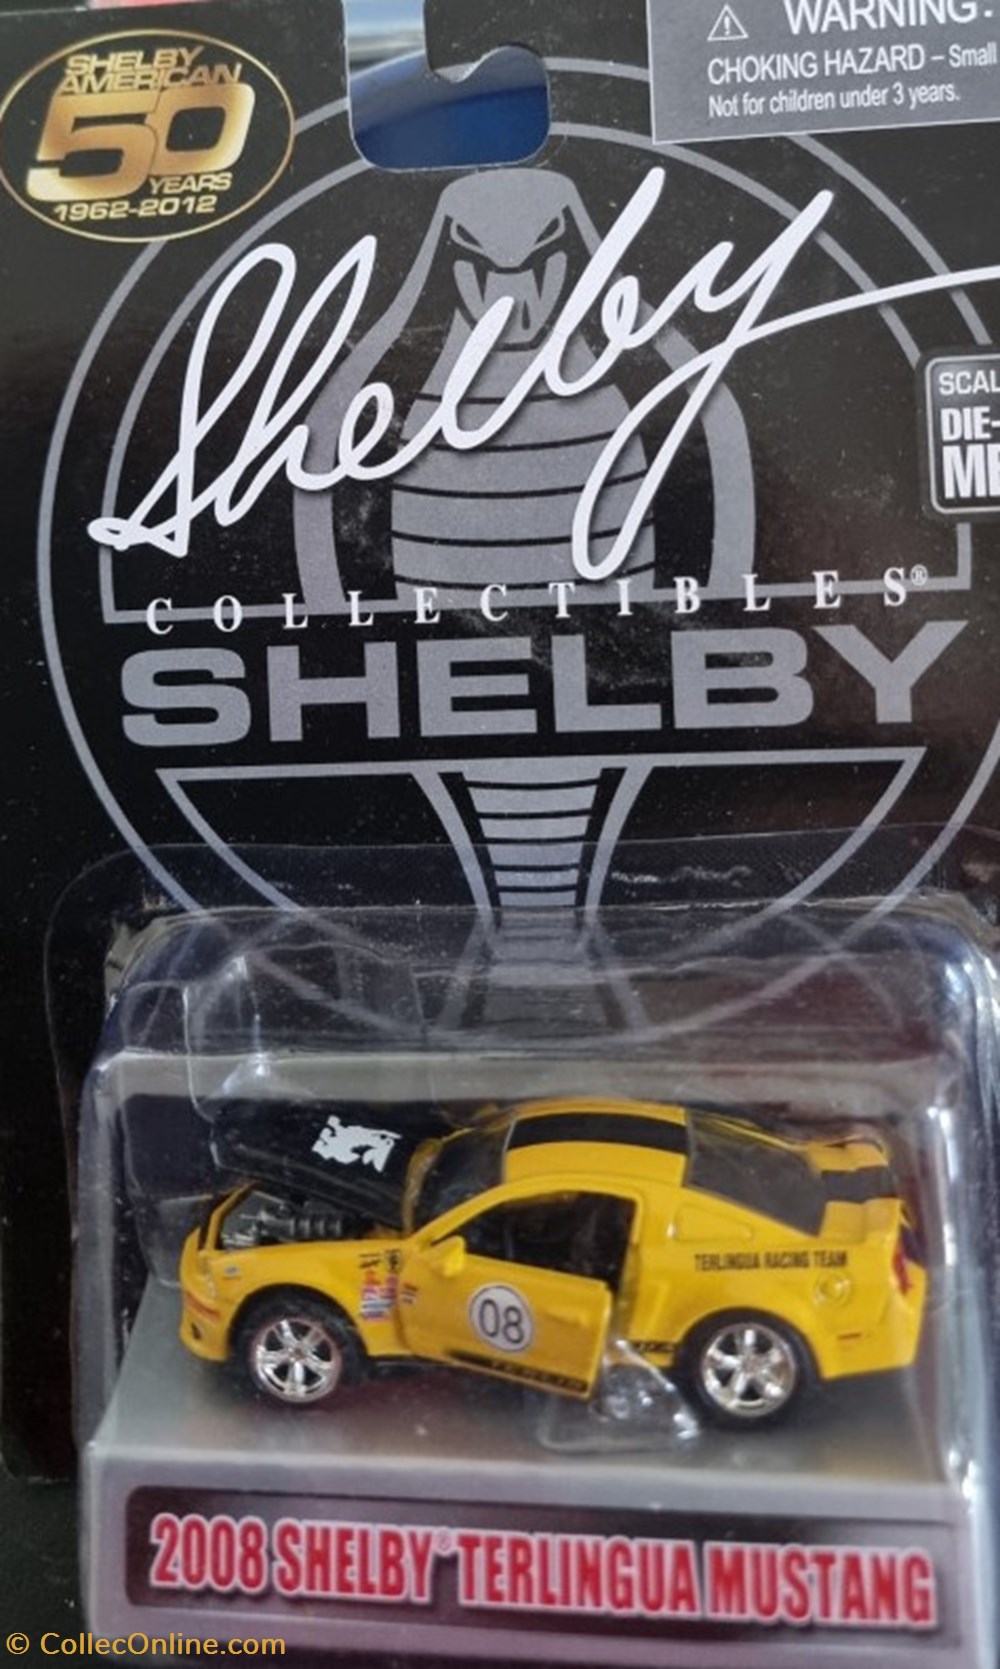 SHELBY
AMERICAN
50
YEARS
1962-2012
WARNING:
CHOKING HAZARD – Small
Not for children under 3 years.
Shelby
SCAL
DIE-
ME
COLLECTIBLES®
SHELBY
TERLINGUA RACING TEAM
08
2008 SHELBY® TERLINGUA MUSTANG
© CollecOnline.com